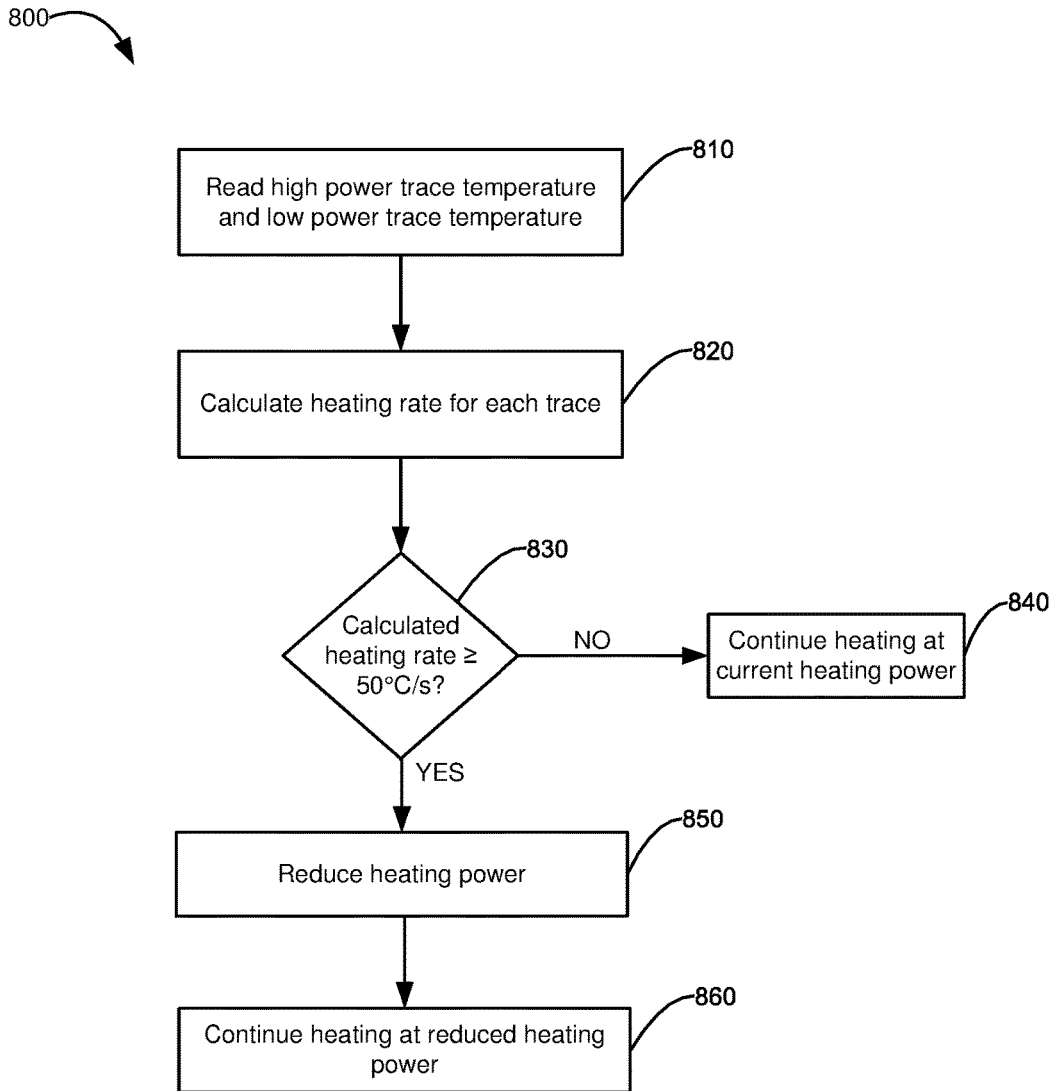 800
810
Read high power trace temperature
and low power trace temperature
820
Calculate heating rate for each trace
830
Calculated
heating rate ≥
50°C/s?
NO
840
Continue heating at
current heating power
YES
850
Reduce heating power
860
Continue heating at reduced heating
power